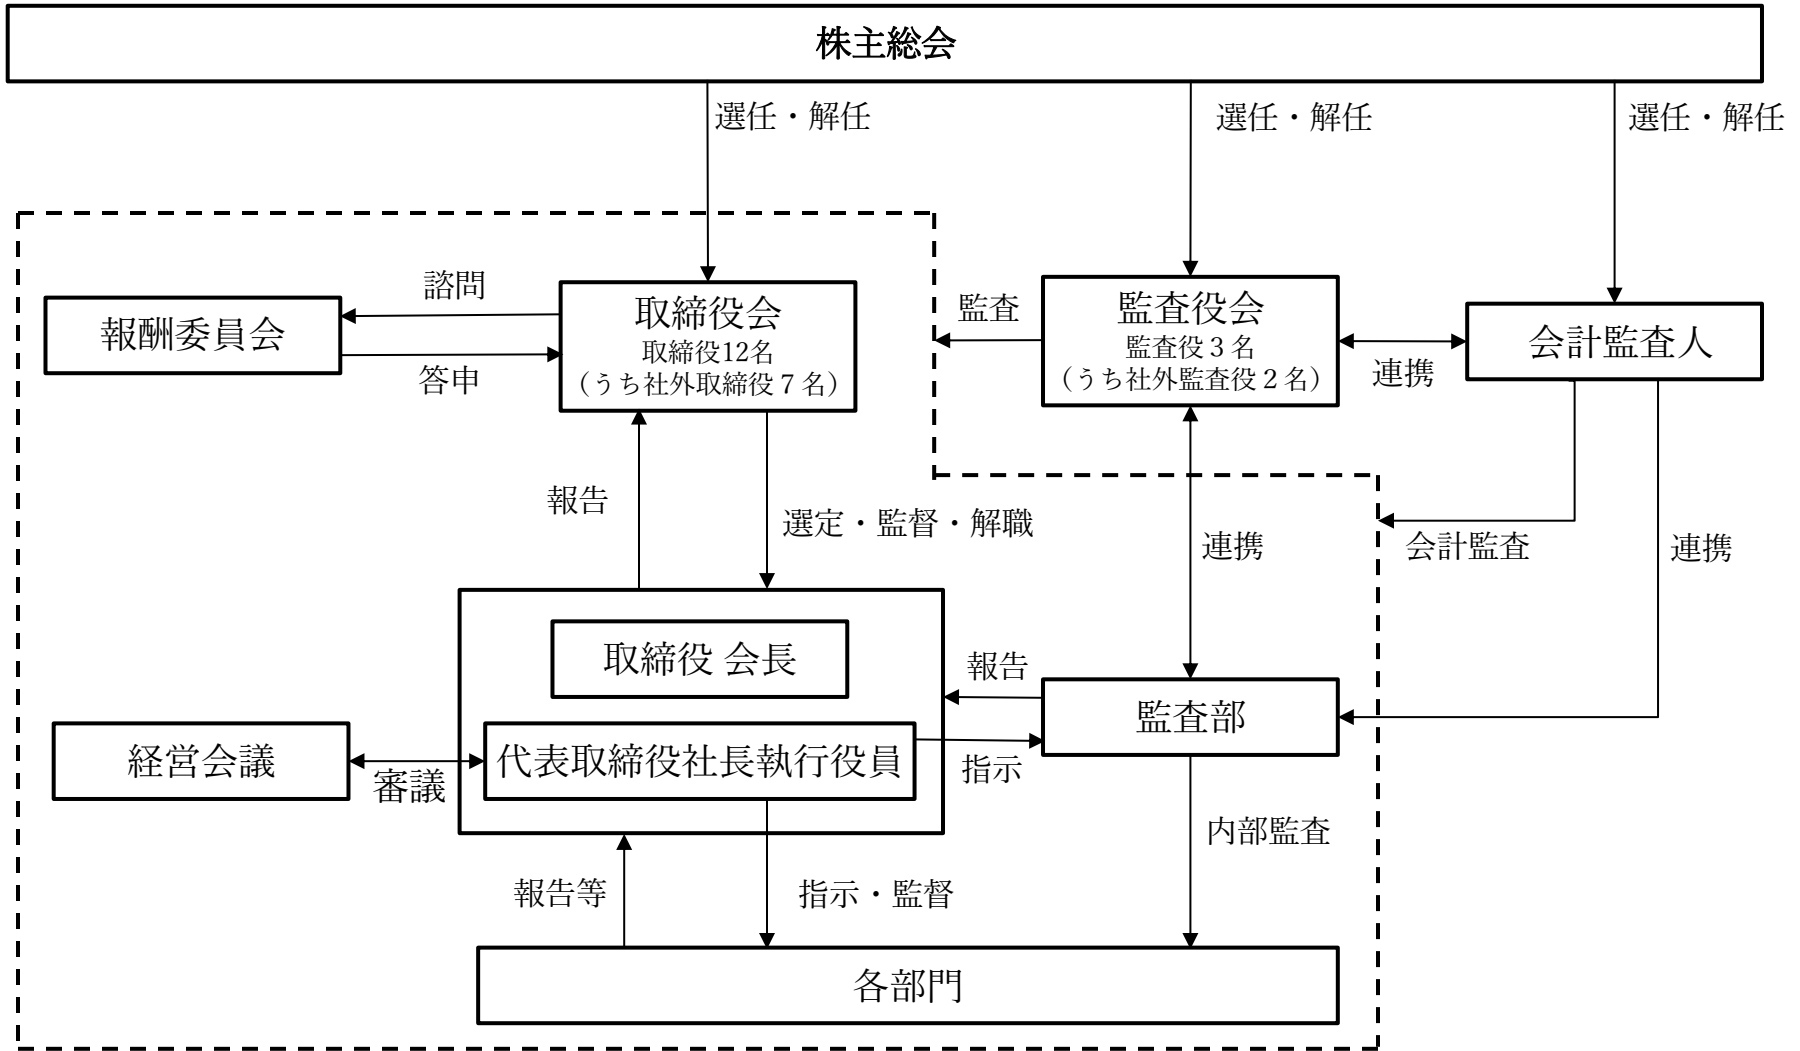 株主総会
選任・解任
選任・解任
選任・解任
諮問
報酬委員会
答申
取締役会
取締役12名
（うち社外取締役７名）
監査
監査役会
監査役３名
（うち社外監査役２名）
連携
会計監査人
報告
選定・監督・解職
連携
会計監査
連携
取締役 会長
報告
監査部
経営会議
審議
代表取締役社長執行役員
指示
内部監査
報告等
指示・監督
各部門